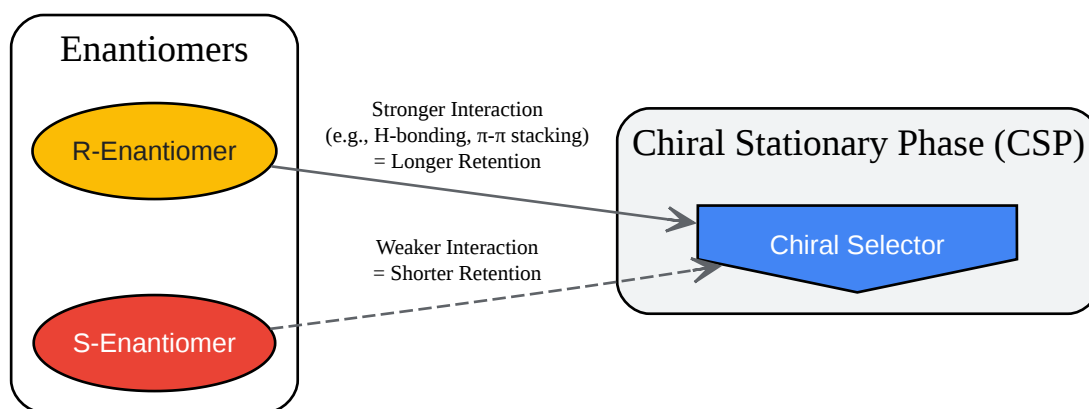 Enantiomers
R-Enantiomer
S-Enantiomer
Stronger Interaction
(e.g., H-bonding, π-π stacking)
= Longer Retention
Weaker Interaction
= Shorter Retention
Chiral Stationary Phase (CSP)
Chiral Selector